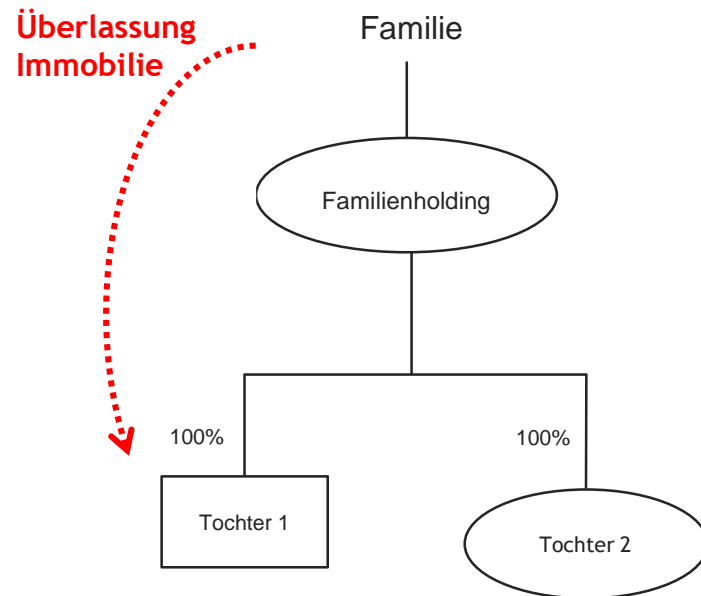 Überlassung
Immobilie
Familie
Familienholding
100%
100%
Tochter 1
Tochter 2